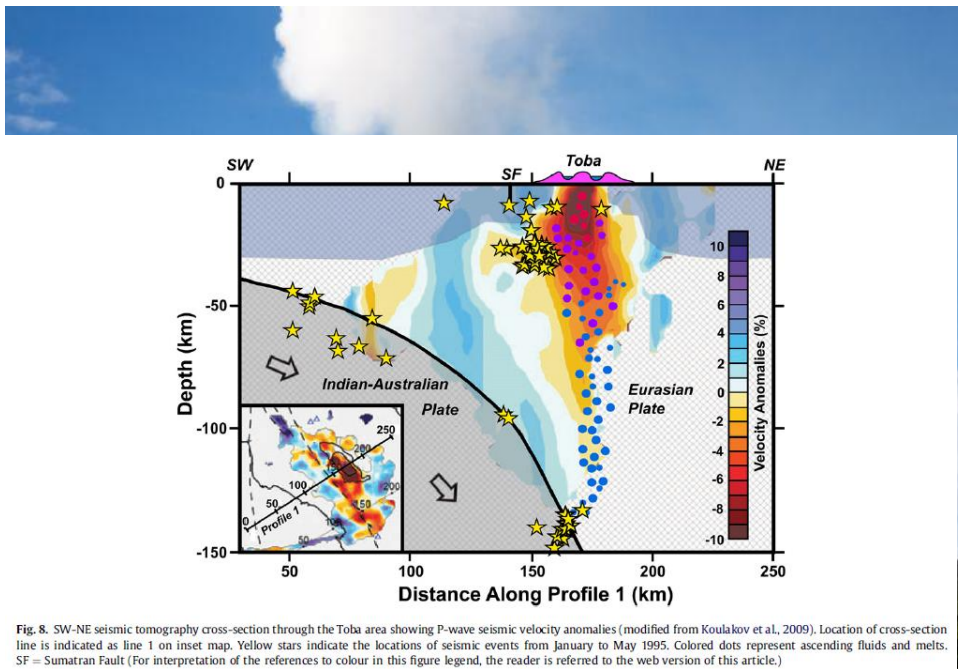 SW
SF
Toba
NE
0
-50
-100
-150
Depth (km)
Indian-Australian
Plate
Eurasian
Plate
10
8
6
4
2
0
-2
-4
-6
-8
-10
Velocity Anomalies (%)
250
200
200
150
100
100
50
50
0
Profile 1
50
100
150
200
250
Distance Along Profile 1 (km)
Fig. 8. SW-NE seismic tomography cross-section through the Toba area showing P-wave seismic velocity anomalies (modified from Koulakov et al., 2009). Location of cross-section
line is indicated as line 1 on inset map. Yellow stars indicate the locations of seismic events from January to May 1995. Colored dots represent ascending fluids and melts.
SF = Sumatran Fault (For interpretation of the references to colour in this figure legend, the reader is referred to the web version of this article.)